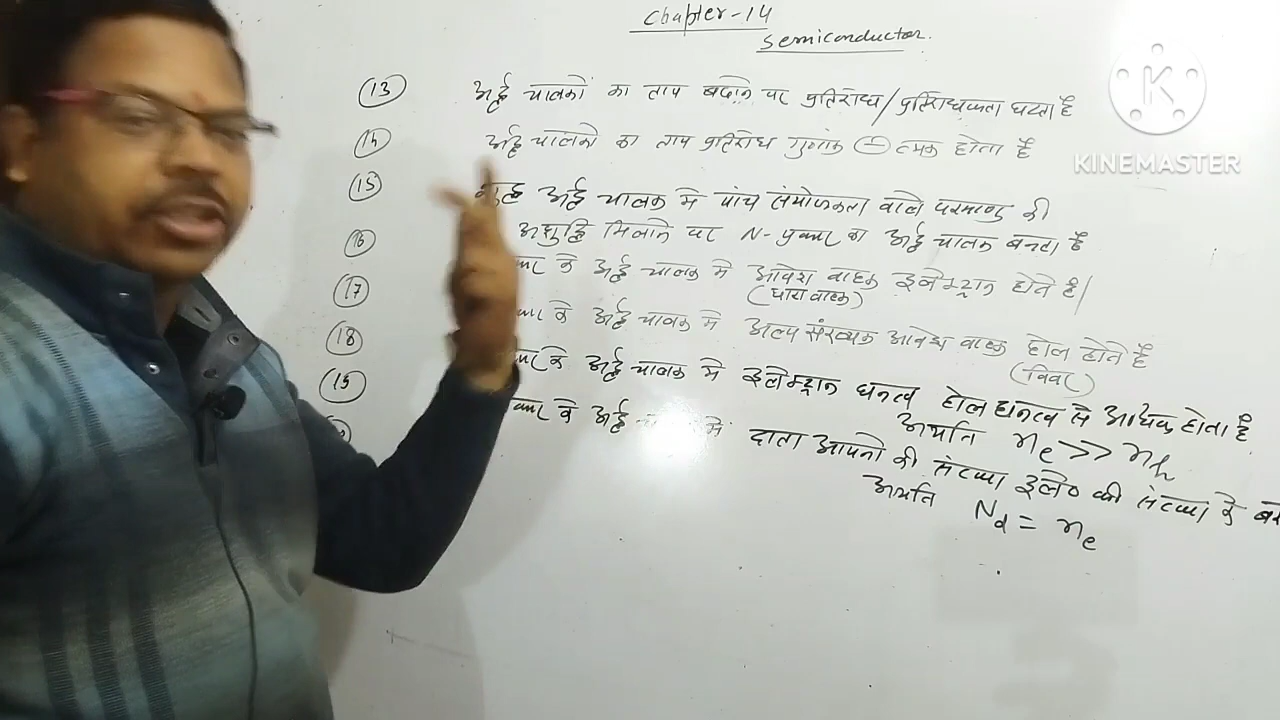 Chapter-14
Semiconductor.
(13) अर्द्ध चालकों का ताप बढाने पर प्रतिरोध/प्रतिरोधकता घटता है
(14) अर्द्ध चालको का ताप प्रतिरोध गुणांक ⊖ त्मक होता है
(15) शुद्ध अर्द्ध चालक मे पांच संयोजकता वाले परमाणु की
अशुद्धि मिलाने पर N-प्रकार का अर्द्ध चालक बनता है
(16) के अर्द्ध चालक मे आवेश वाहक इलेक्ट्रान होते है|
(धारा वाहक)
(17) के अर्द्ध चालक मे अल्प संख्यक आवेश वाहक होल होते है
(विवर)
(18) के अर्द्ध चालक मे इलेक्ट्रान घनत्व होल घनत्व से अधिक होता है
अर्थात nₑ >> nₕ
(19) के अर्द्ध मे दाता आयनो की संख्या इले० की संख्या के
अर्थात N_d = nₑ
K
KINEMASTER